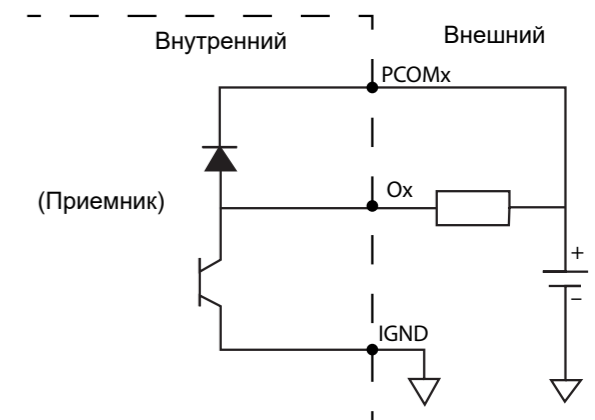 Внутренний
Внешний
PCOMx
(Приемник)
Ox
+
–
IGND